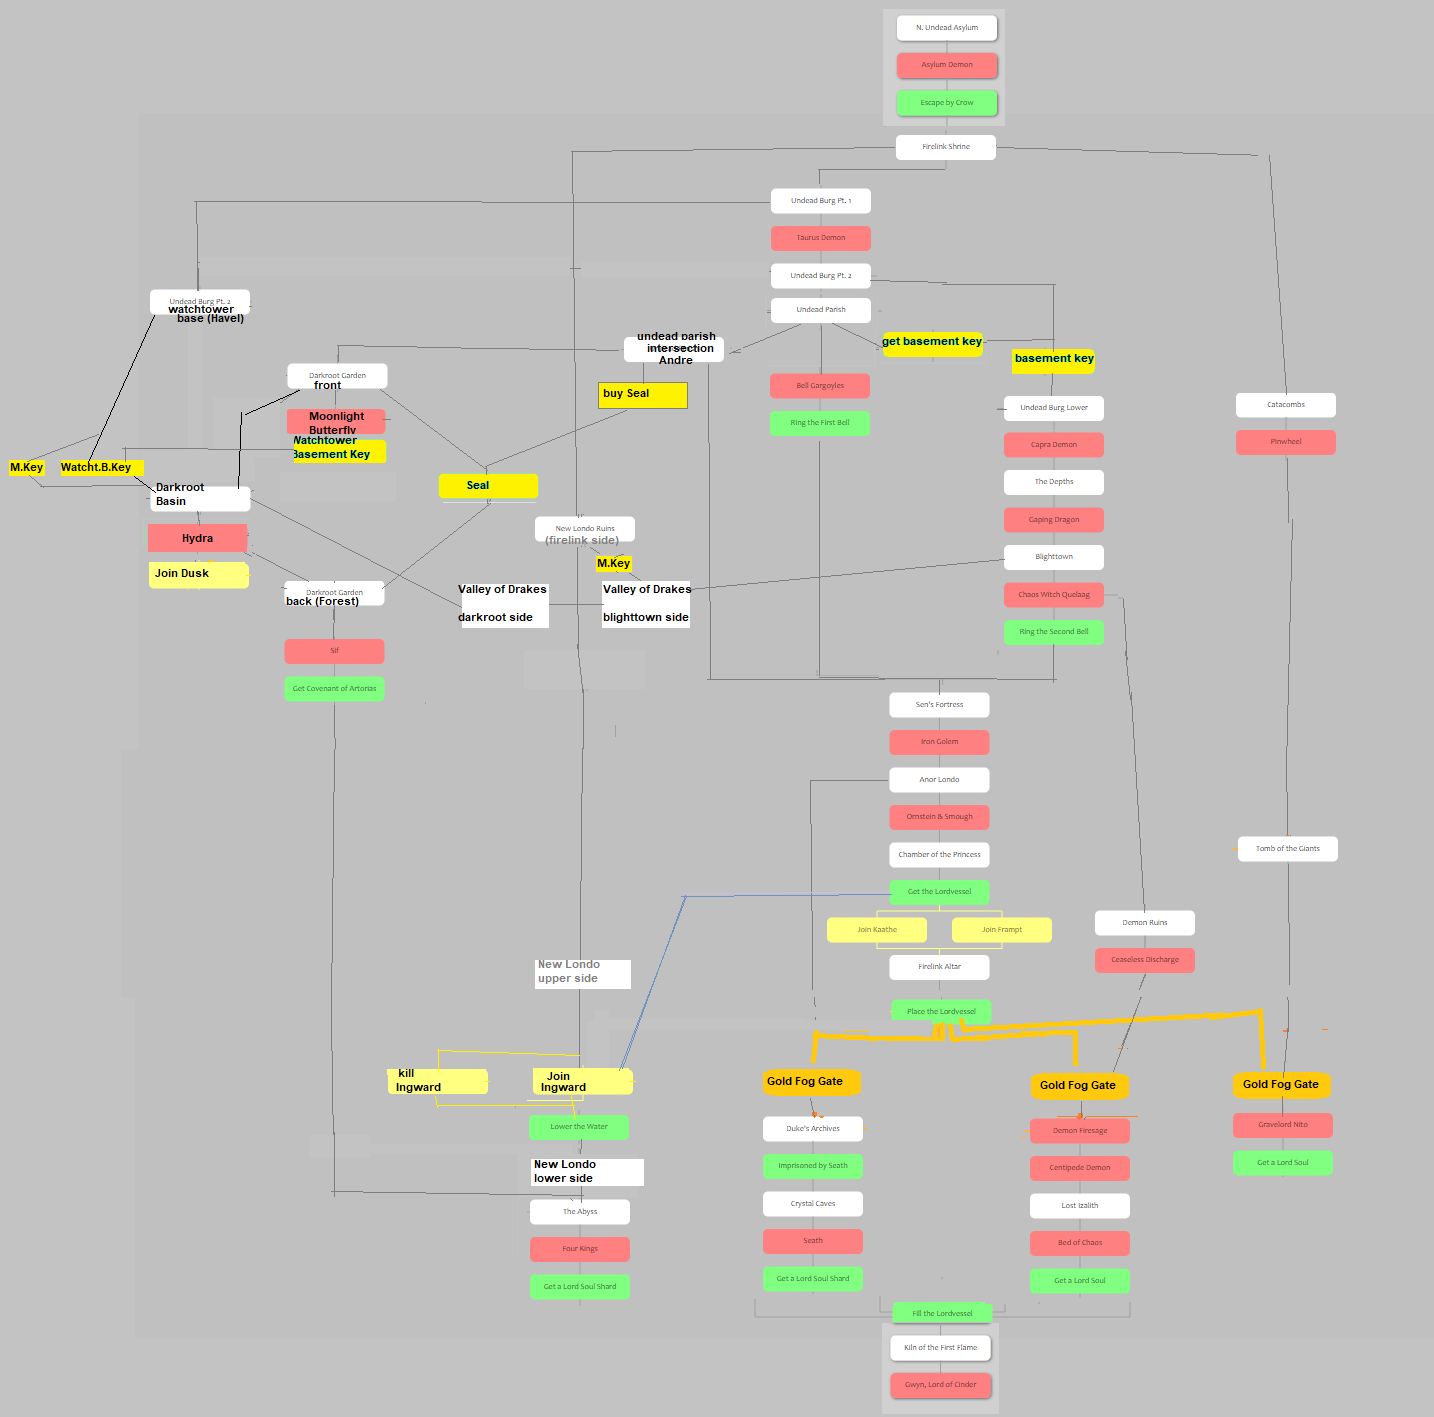 N. Undead Asylum
Asylum Demon
Escape by Crow
Firelink Shrine
Undead Burg Pt. 1
Taurus Demon
Undead Burg Pt. 2
Undead Parish
Undead Burg Pt. 2
watchtower
base (Havel)
undead parish
intersection
Andre
get basement key
basement key
Darkroot Garden
front
buy Seal
Bell Gargoyles
Ring the First Bell
Moonlight
Butterfly
Watchtower
Basement Key
Undead Burg Lower
Capra Demon
The Depths
Gaping Dragon
Blighttown
Chaos Witch Quelaag
Ring the Second Bell
Catacombs
Pinwheel
M.Key
Watcht.B.Key
Darkroot
Basin
Seal
Hydra
Join Dusk
New Londo Ruins
(firelink side)
M.Key
Darkroot Garden
back (Forest)
Valley of Drakes
darkroot side
Valley of Drakes
blighttown side
Sif
Get Covenant of Artorias
Sen's Fortress
Iron Golem
Anor Londo
Ornstein & Smough
Chamber of the Princess
Get the Lordvessel
Join Kaathe
Join Frampt
Firelink Altar
Place the Lordvessel
Tomb of the Giants
Demon Ruins
Ceaseless Discharge
New Londo
upper side
kill
Ingward
Join
Ingward
Lower the Water
New Londo
lower side
The Abyss
Four Kings
Get a Lord Soul Shard
Gold Fog Gate
Duke's Archives
Imprisoned by Seath
Crystal Caves
Seath
Get a Lord Soul Shard
Gold Fog Gate
Demon Firesage
Centipede Demon
Lost Izalith
Bed of Chaos
Get a Lord Soul
Gold Fog Gate
Gravelord Nito
Get a Lord Soul
Fill the Lordvessel
Kiln of the First Flame
Gwyn, Lord of Cinder